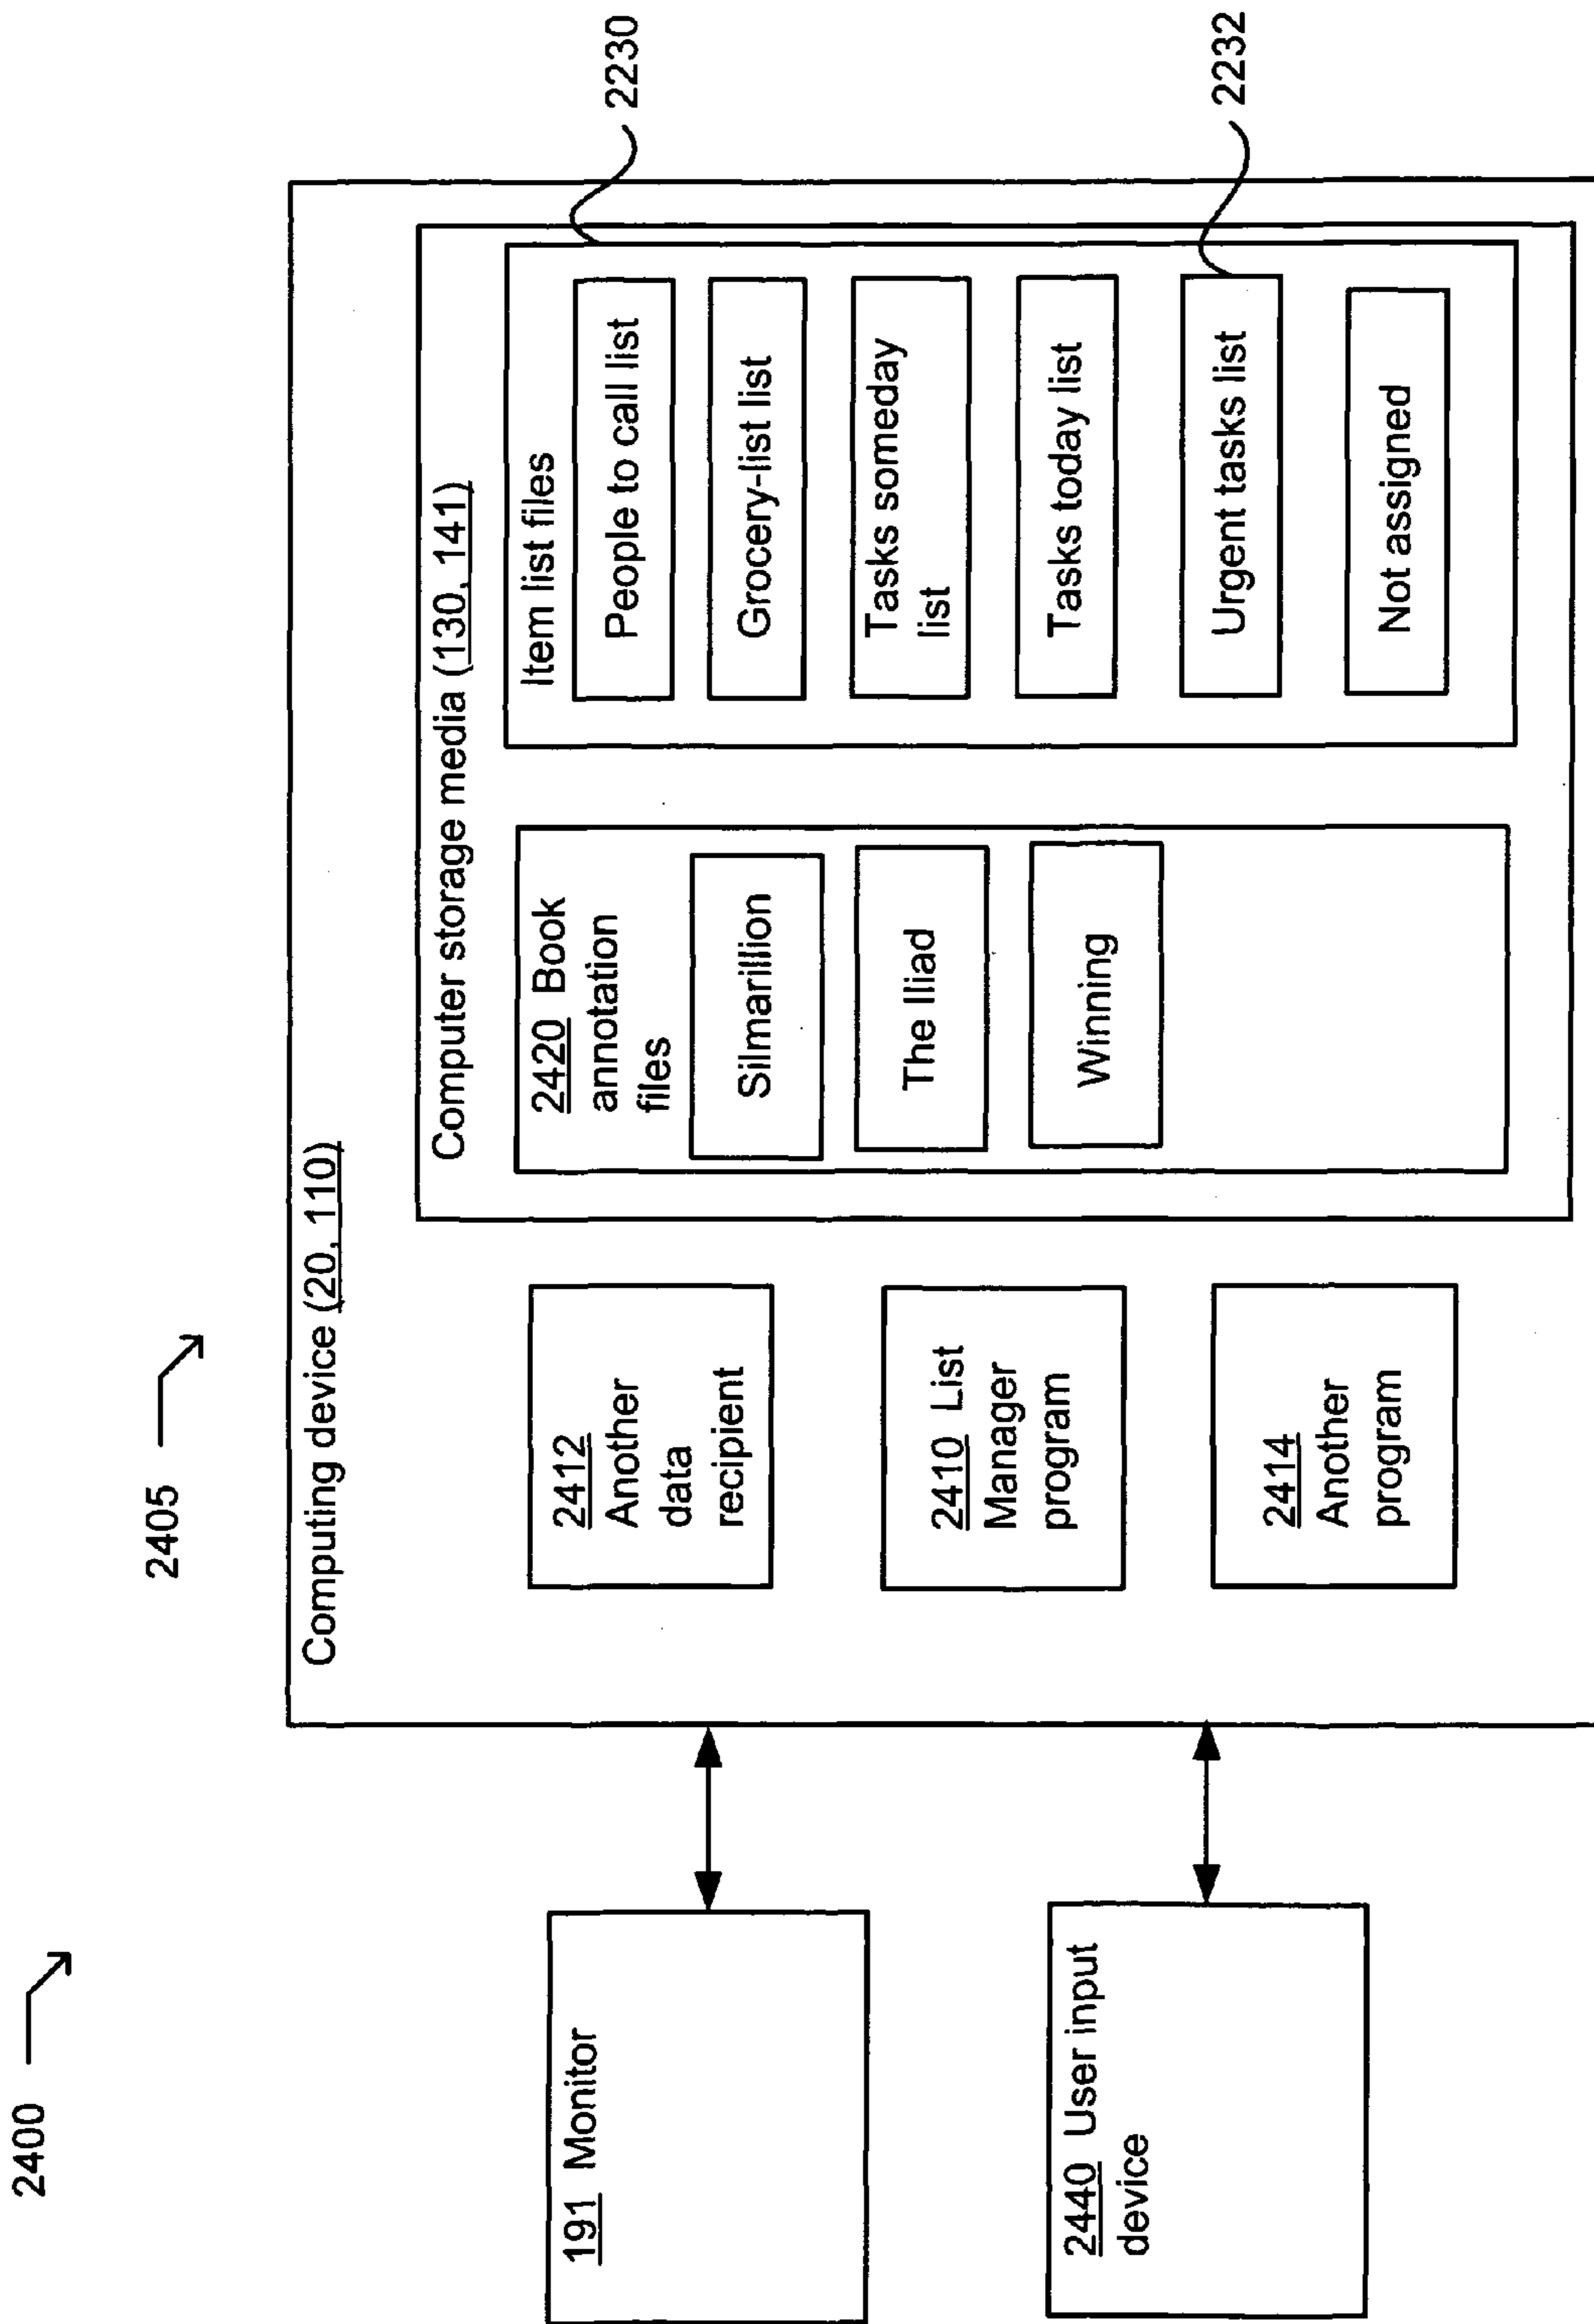 2400
2405
191 Monitor
2440 User input
device
Computing device (20, 110)
2412
Another
data
recipient
2410 List
Manager
program
2414
Another
program
Computer storage media (130, 141)
2420 Book
annotation
files
Silmarillion
The Iliad
Winning
Item list files
People to call list
Grocery-list list
Tasks someday
list
Tasks today list
Urgent tasks list
Not assigned
2230
2232